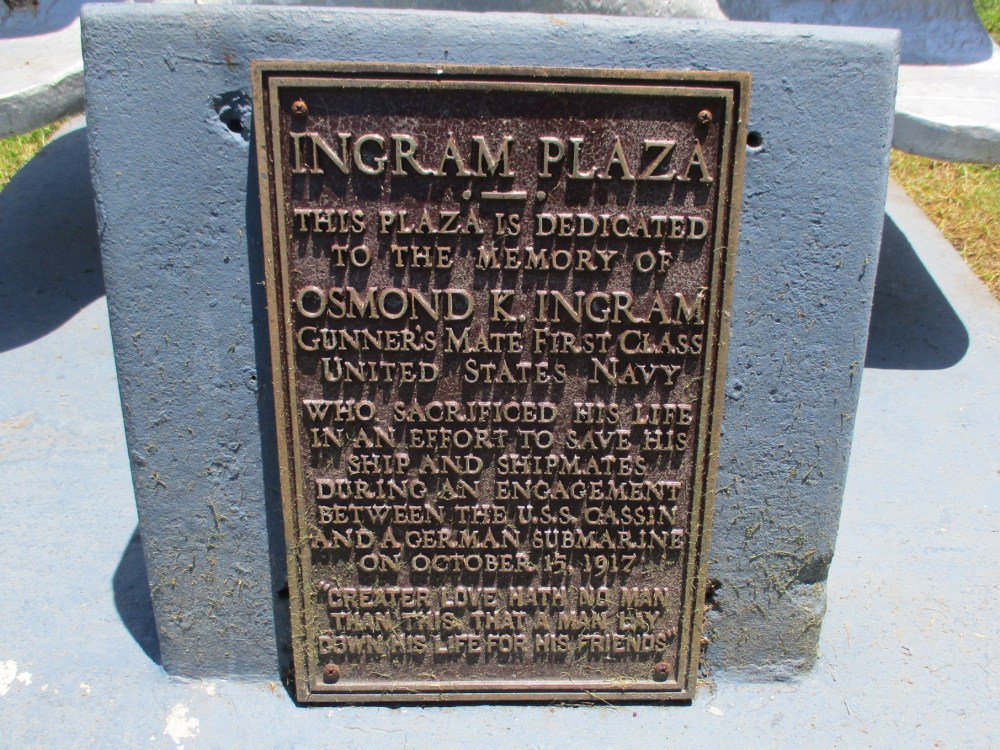 INGRAM PLAZA
THIS PLAZA IS DEDICATED
TO THE MEMORY OF
OSMOND K. INGRAM
GUNNER'S MATE FIRST CLASS
UNITED STATES NAVY
WHO SACRIFICED HIS LIFE
IN AN EFFORT TO SAVE HIS
SHIP AND SHIPMATES
DURING AN ENGAGEMENT
BETWEEN THE U.S.S. CASSIN
AND A GERMAN SUBMARINE
ON OCTOBER 15, 1917
"GREATER LOVE HATH NO MAN
THAN THIS, THAT A MAN LAY
DOWN HIS LIFE FOR HIS FRIENDS"